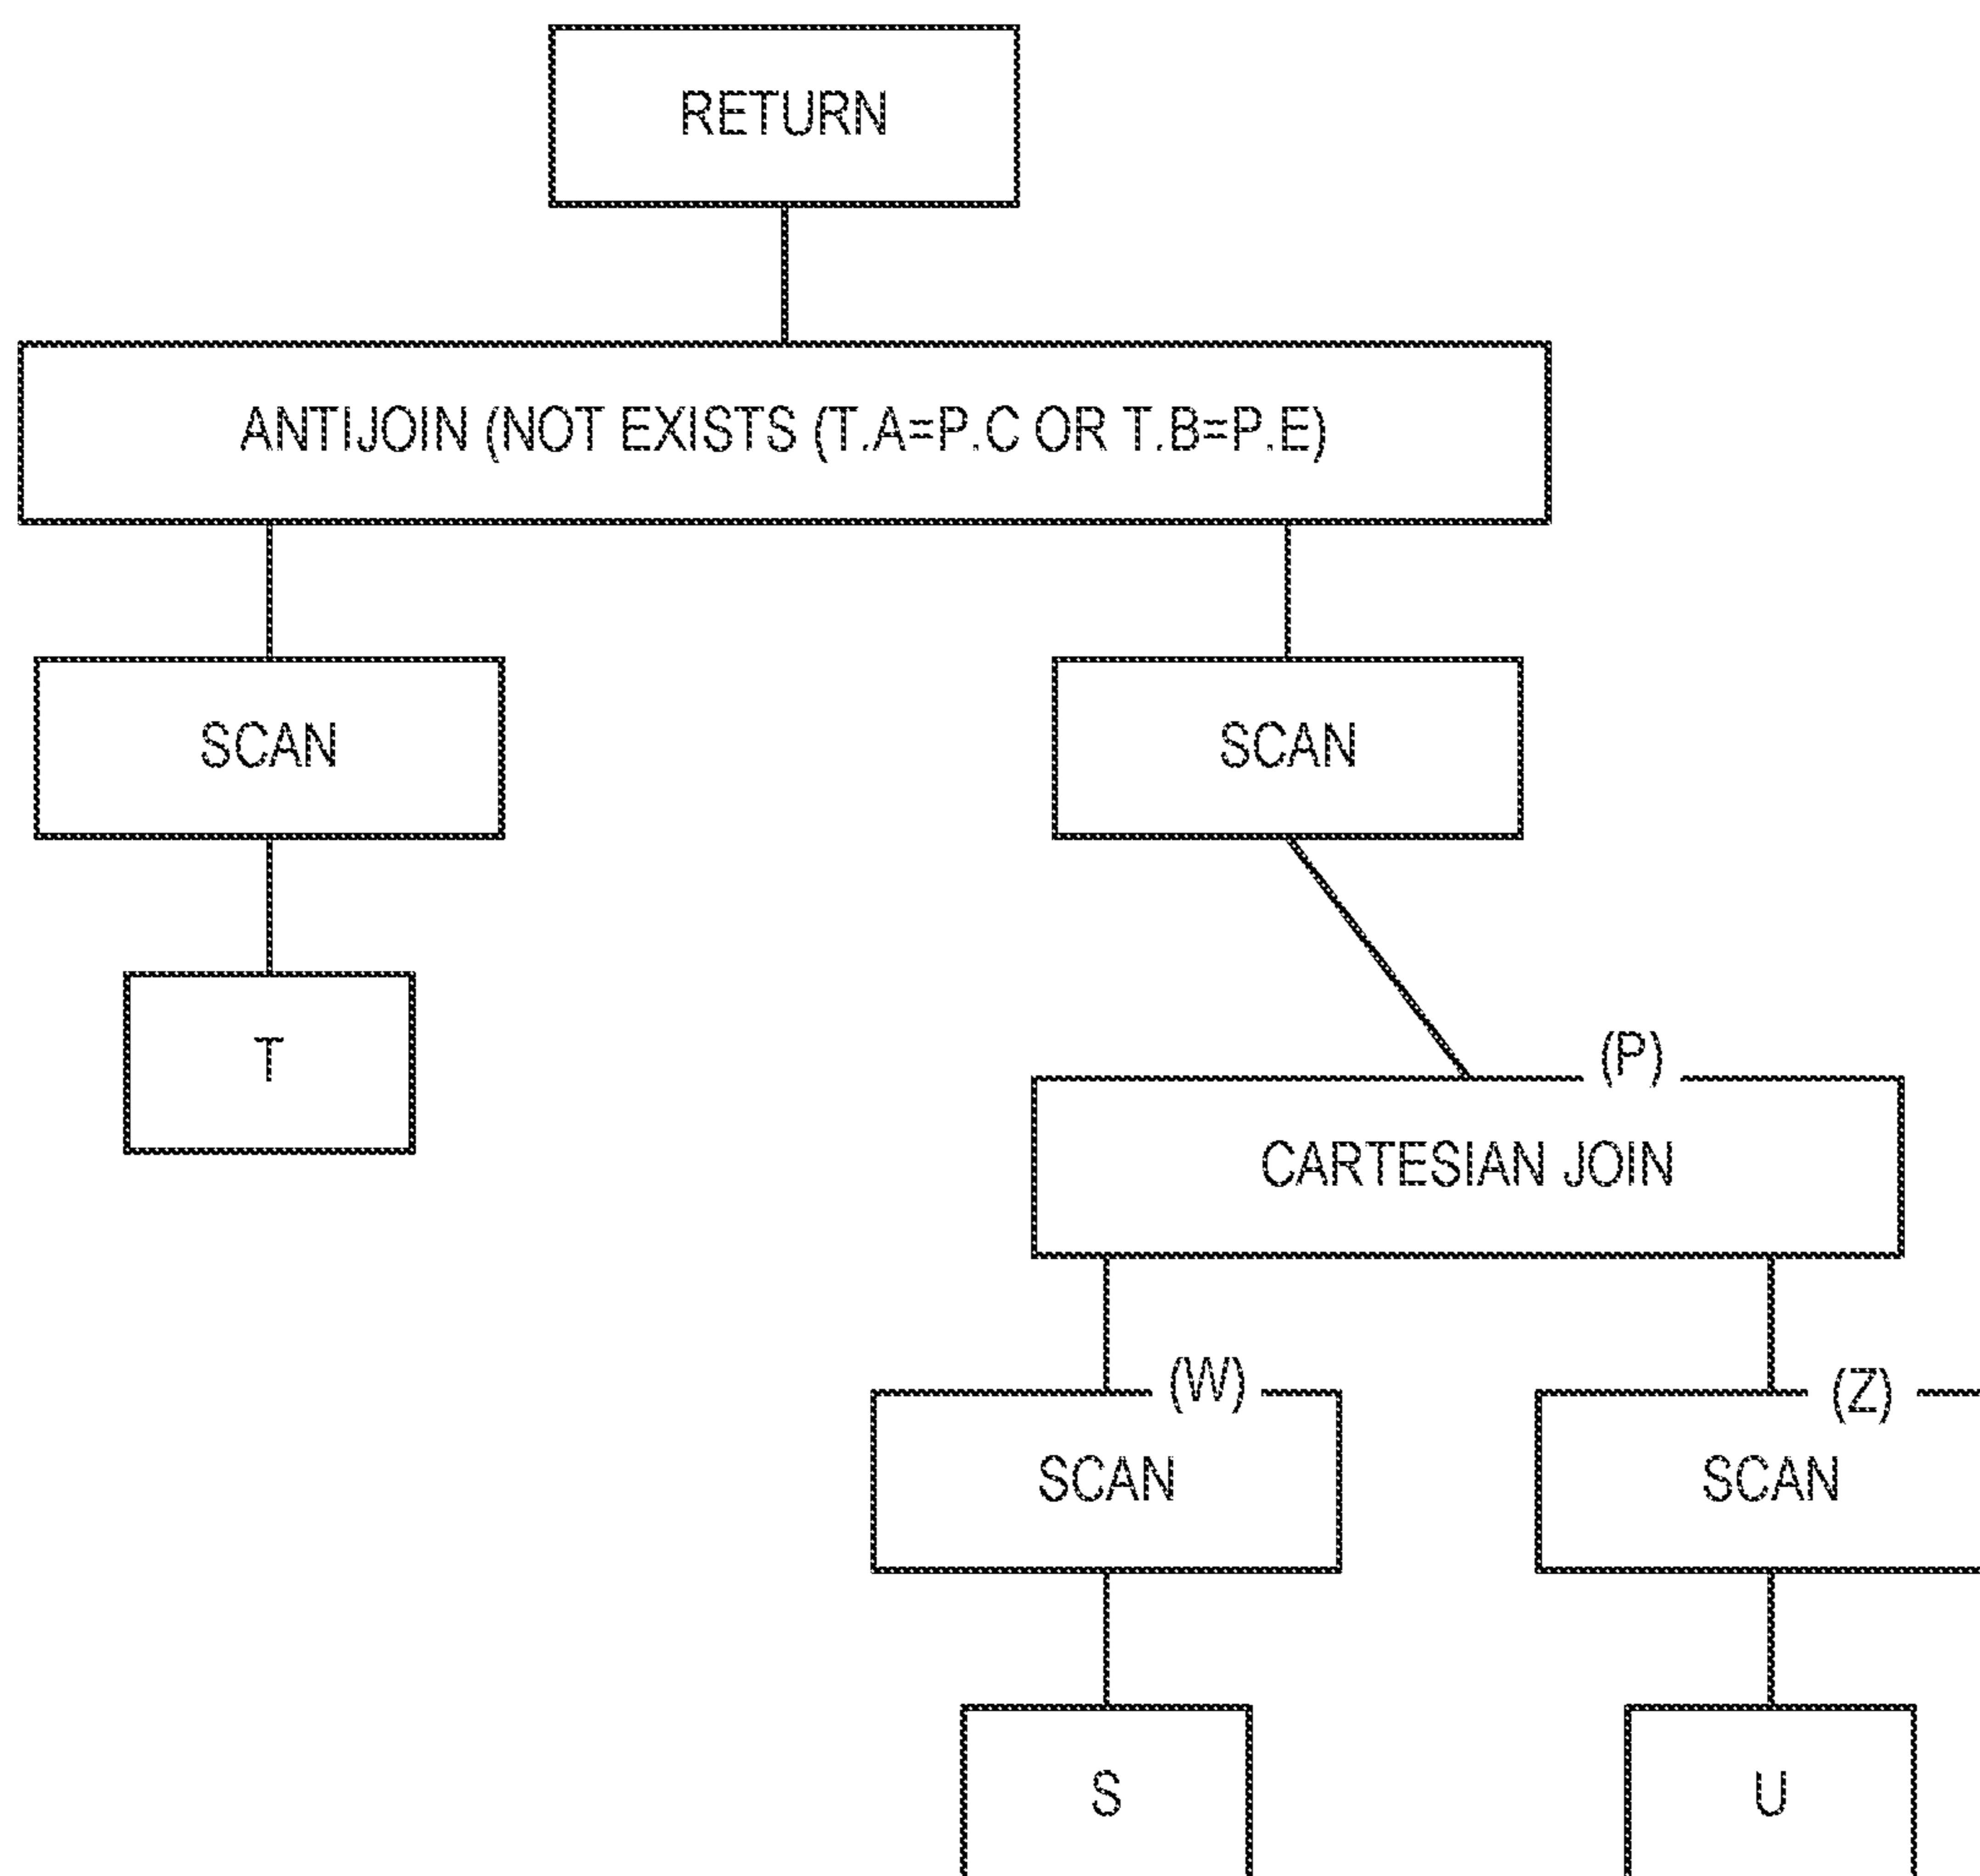 RETURN
ANTIJOIN (NOT EXISTS (T.A=P.C OR T.B=P.E)
SCAN
SCAN
T
(P)
CARTESIAN JOIN
(W)
(Z)
SCAN
SCAN
S
U